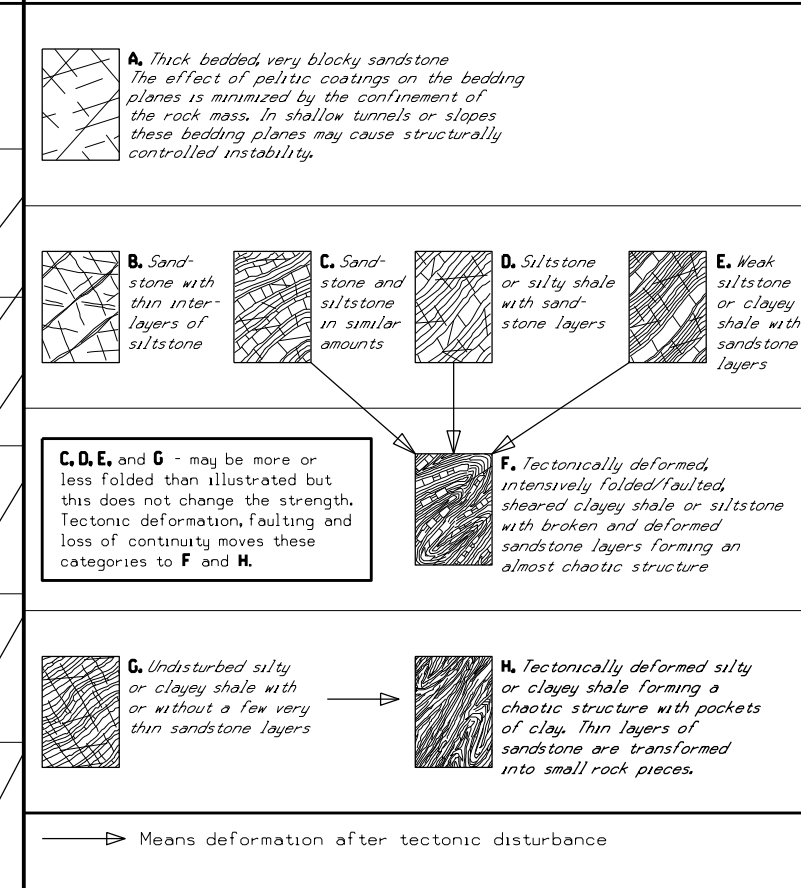 A. Thick bedded, very blocky sandstone
The effect of pelitic coatings on the bedding
planes is minimized by the confinement of
the rock mass. In shallow tunnels or slopes
these bedding planes may cause structurally
controlled instability.
B. Sand-
stone with
thin inter-
layers of
siltstone
C. Sand-
stone and
siltstone
in similar
amounts
D. Siltstone
or silty shale
with sand-
stone layers
E. Weak
siltstone
or clayey
shale with
sandstone
layers
C, D, E, and G - may be more or
less folded than illustrated but
this does not change the strength.
Tectonic deformation, faulting and
loss of continuity moves these
categories to F and H.
F. Tectonically deformed,
intensively folded/faulted,
sheared clayey shale or siltstone
with broken and deformed
sandstone layers forming an
almost chaotic structure
G. Undisturbed silty
or clayey shale with
or without a few very
thin sandstone layers
H. Tectonically deformed silty
or clayey shale forming a
chaotic structure with pockets
of clay. Thin layers of
sandstone are transformed
into small rock pieces.
Means deformation after tectonic disturbance